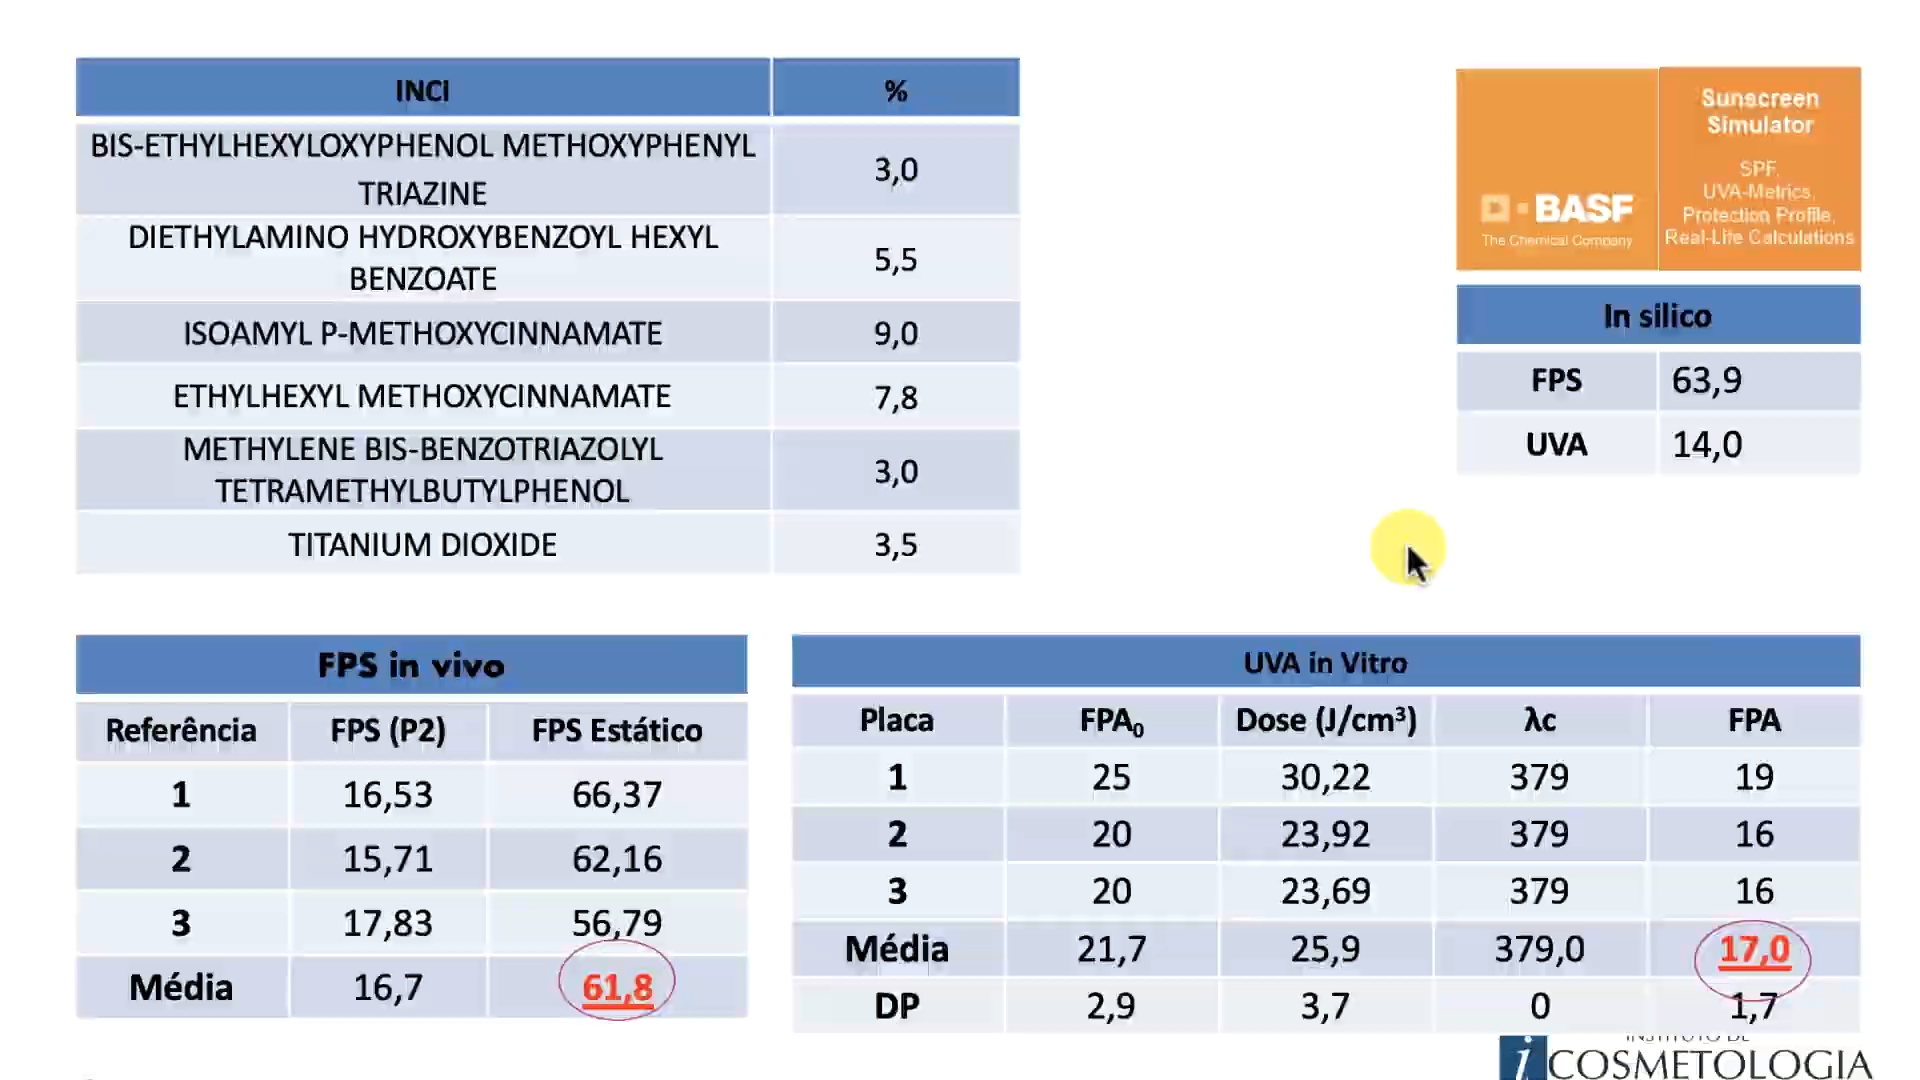 INCI %
BIS-ETHYLHEXYLOXYPHENOL METHOXYPHENYL
TRIAZINE
3,0
DIETHYLAMINO HYDROXYBENZOYL HEXYL
BENZOATE
5,5
ISOAMYL P-METHOXYCINNAMATE 9,0
ETHYLHEXYL METHOXYCINNAMATE 7,8
METHYLENE BIS-BENZOTRIAZOLYL
TETRAMETHYLBUTYLPHENOL
3,0
TITANIUM DIOXIDE 3,5
BASF
The Chemical Company
Sunscreen
Simulator
SPF,
UVA-Metrics,
Protection Profile,
Real-Life Calculations
In silico
FPS 63,9
UVA 14,0
FPS in vivo
Referência FPS (P2) FPS Estático
1 16,53 66,37
2 15,71 62,16
3 17,83 56,79
Média 16,7 61,8
UVA in Vitro
Placa FPA₀ Dose (J/cm³) λc FPA
1 25 30,22 379 19
2 20 23,92 379 16
3 20 23,69 379 16
Média 21,7 25,9 379,0 17,0
DP 2,9 3,7 0 1,7
INSTITUTO DE
i COSMETOLOGIA